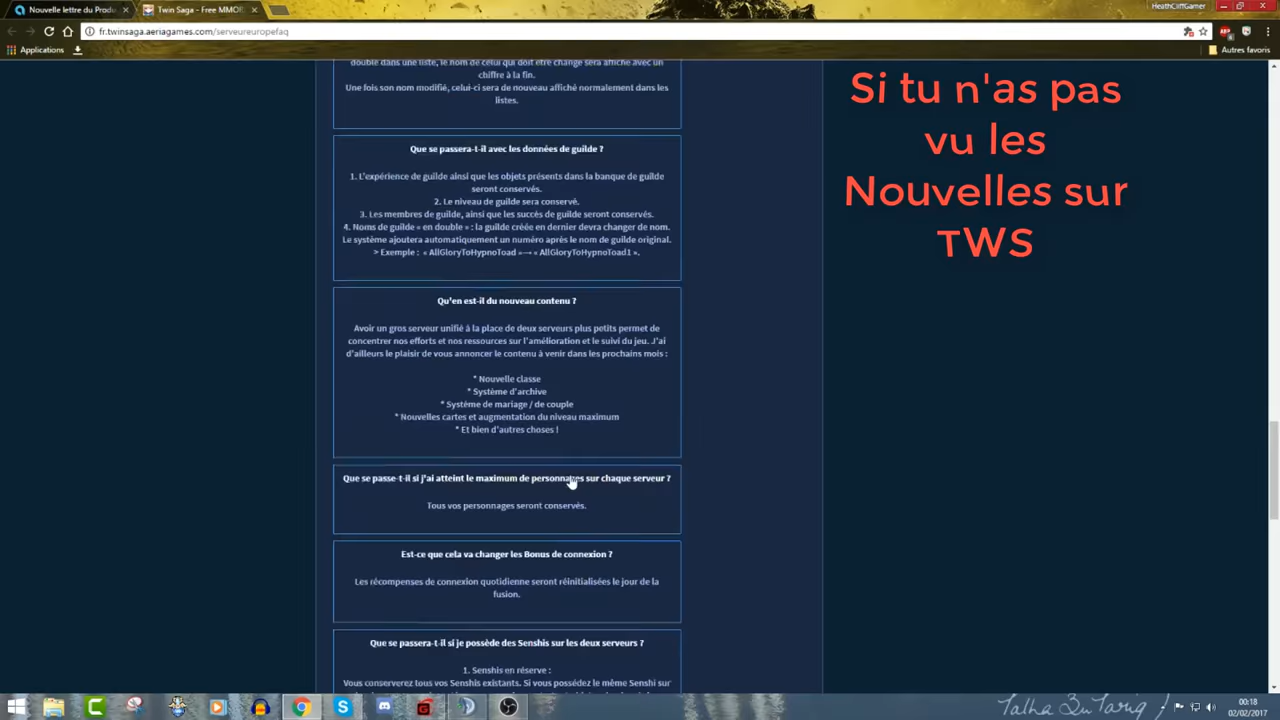 Nouvelle lettre du Produ
Twin Saga - Free MMOR
HeathCliffGamer
fr.twinsaga.aeriagames.com/serveureuropefaq
Applications
Autres favoris
double dans une liste, le nom de celui qui doit être changé sera affiché avec un
chiffre à la fin.
Une fois son nom modifié, celui-ci sera de nouveau affiché normalement dans les
listes.
Que se passera-t-il avec les données de guilde ?
1. L'expérience de guilde ainsi que les objets présents dans la banque de guilde
seront conservés.
2. Le niveau de guilde sera conservé.
3. Les membres de guilde, ainsi que les succès de guilde seront conservés.
4. Noms de guilde « en double » : la guilde créée en dernier devra changer de nom.
Le système ajoutera automatiquement un numéro après le nom de guilde original.
> Exemple : « AllGloryToHypnoToad »→ « AllGloryToHypnoToad1 ».
Qu'en est-il du nouveau contenu ?
Avoir un gros serveur unifié à la place de deux serveurs plus petits permet de
concentrer nos efforts et nos ressources sur l'amélioration et le suivi du jeu. J'ai
d'ailleurs le plaisir de vous annoncer le contenu à venir dans les prochains mois :
* Nouvelle classe
* Système d'archive
* Système de mariage / de couple
* Nouvelles cartes et augmentation du niveau maximum
* Et bien d'autres choses !
Que se passe-t-il si j'ai atteint le maximum de personnages sur chaque serveur ?
Tous vos personnages seront conservés.
Est-ce que cela va changer les Bonus de connexion ?
Les récompenses de connexion quotidienne seront réinitialisées le jour de la
fusion.
Que se passera-t-il si je possède des Senshis sur les deux serveurs ?
1. Senshis en réserve :
Vous conserverez tous vos Senshis existants. Si vous possédez le même Senshi sur
Si tu n'as pas
vu les
Nouvelles sur
TWS
Talha Bin Tariq
00:18
02/02/2017